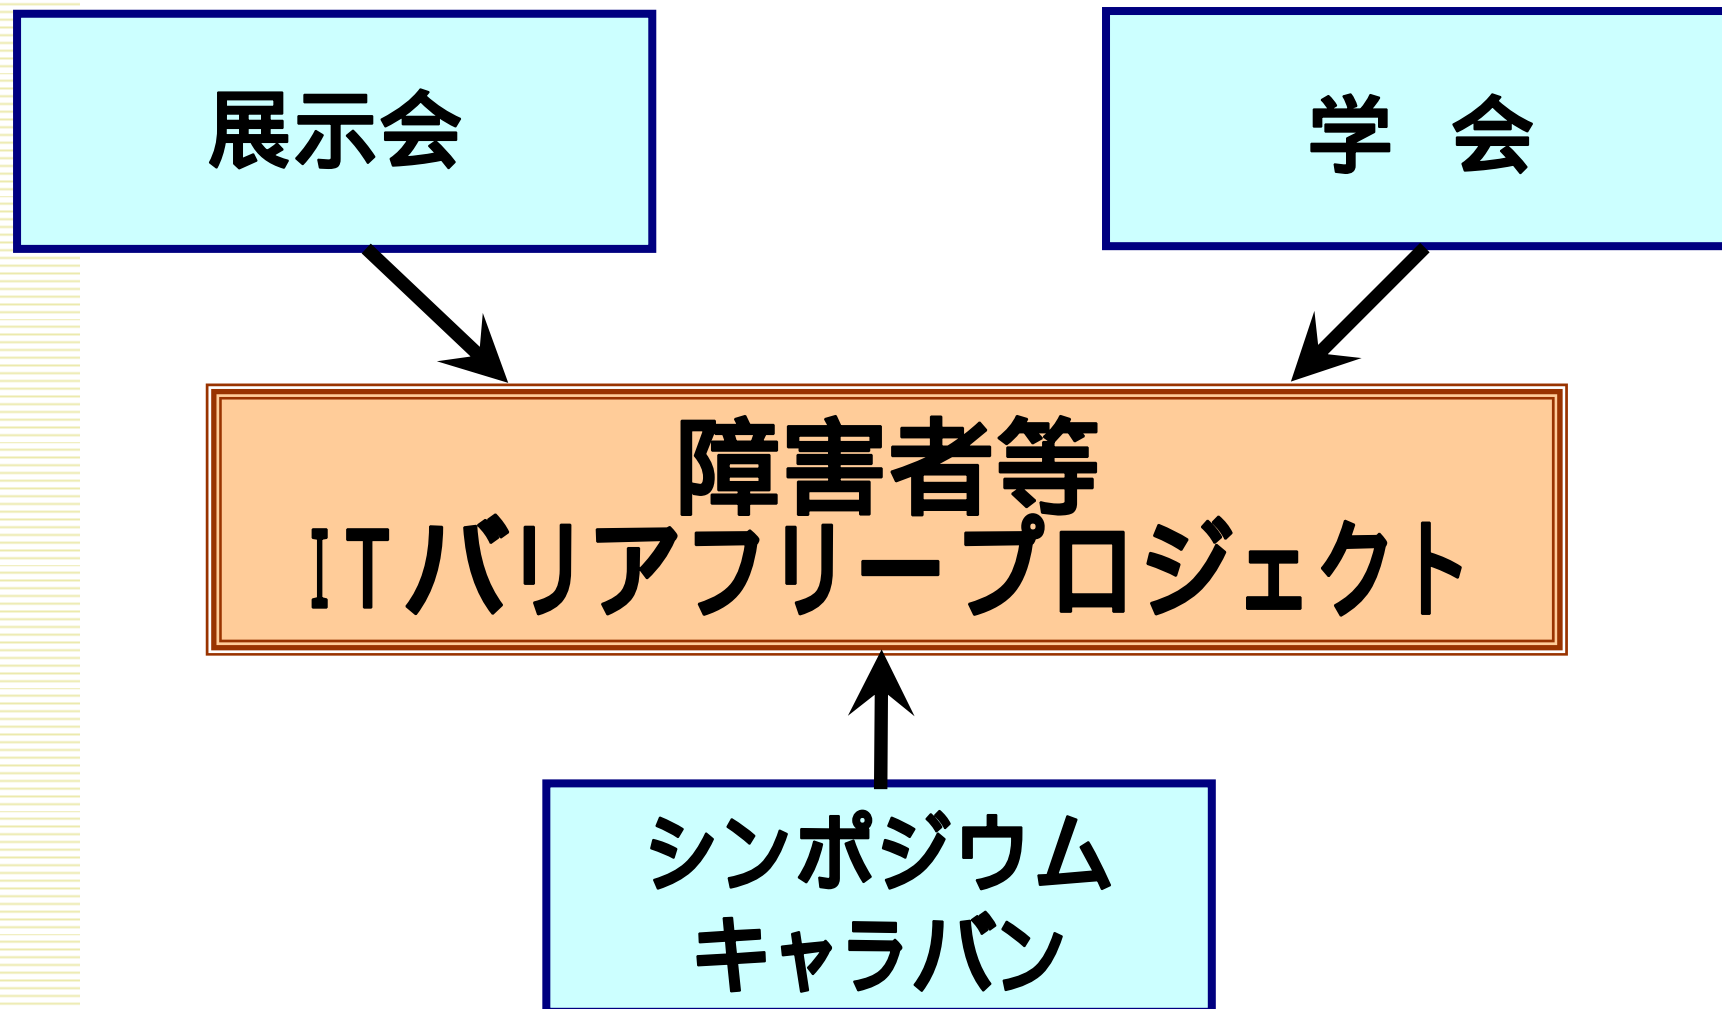 展示会
学 会
障害者等
ITバリアフリープロジェクト
シンポジウム
キャラバン